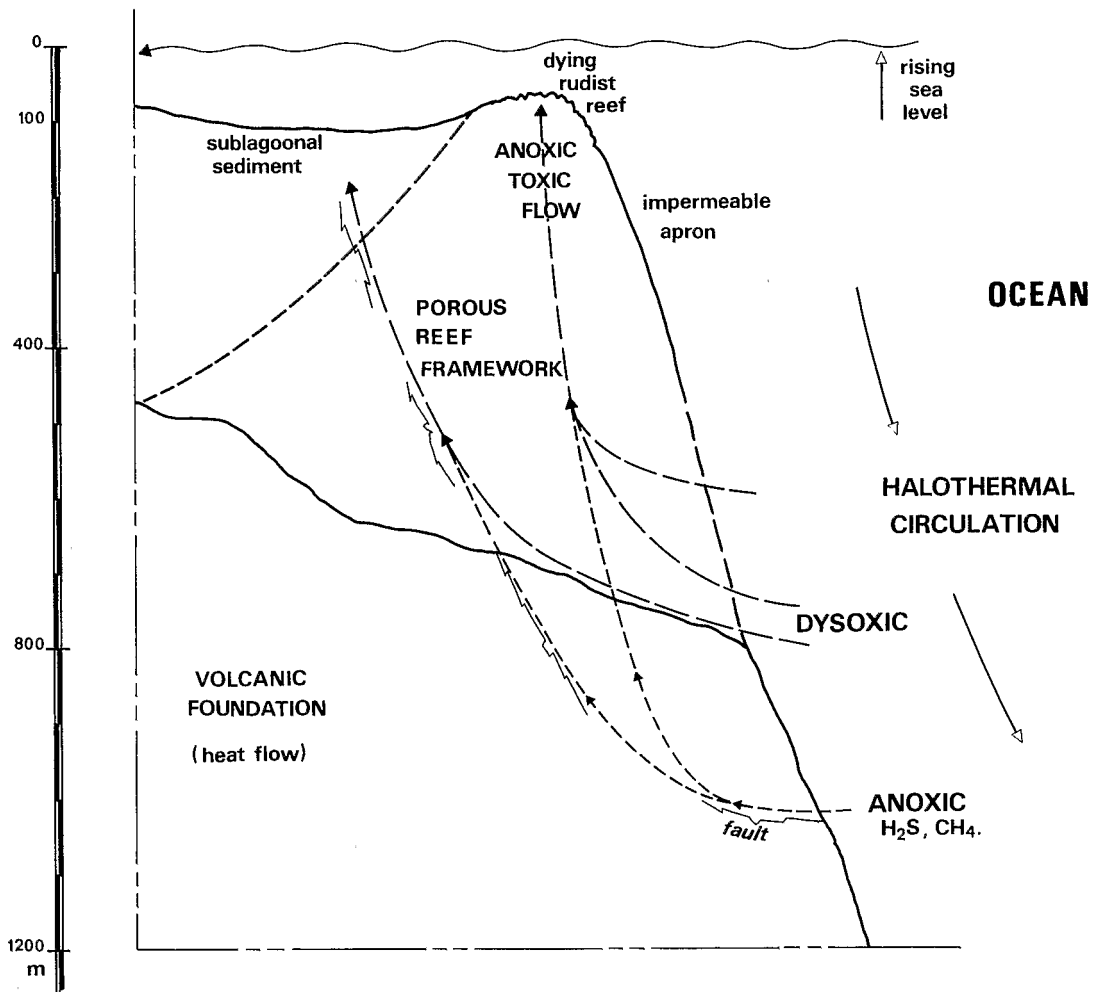 0
100
400
800
1200
m
dying
rudist
reef
rising
sea
level
sublagoonal
sediment
ANOXIC
TOXIC
FLOW
impermeable
apron
OCEAN
POROUS
REEF
FRAMEWORK
HALOTHERMAL
CIRCULATION
DYSOXIC
VOLCANIC
FOUNDATION
(heat flow)
ANOXIC
H₂S, CH₄.
fault